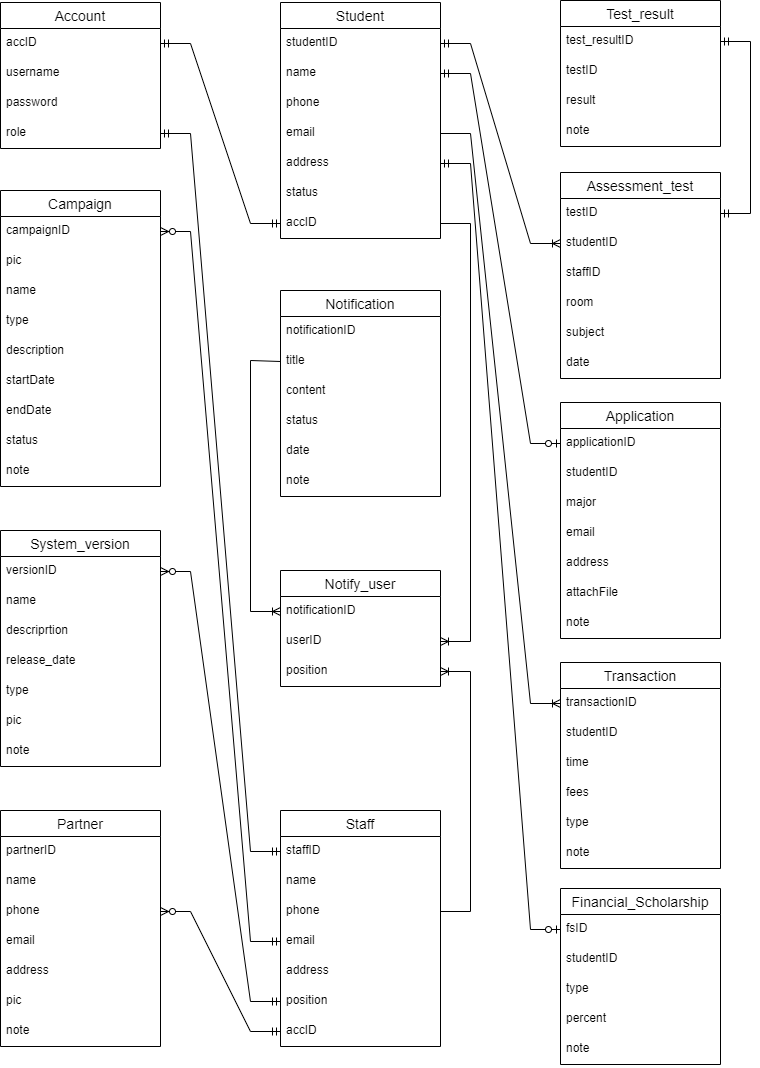 Account
accID
username
password
role
Campaign
campaignID
pic
name
type
description
startDate
endDate
status
note
System_version
versionID
name
descriprtion
release_date
type
pic
note
Partner
partnerID
name
phone
email
address
pic
note
Student
studentID
name
phone
email
address
status
accID
Notification
notificationID
title
content
status
date
note
Notify_user
notificationID
userID
position
Staff
staffID
name
phone
email
address
position
accID
Test_result
test_resultID
testID
result
note
Assessment_test
testID
studentID
staffID
room
subject
date
Application
applicationID
studentID
major
email
address
attachFile
note
Transaction
transactionID
studentID
time
fees
type
note
Financial_Scholarship
fsID
studentID
type
percent
note